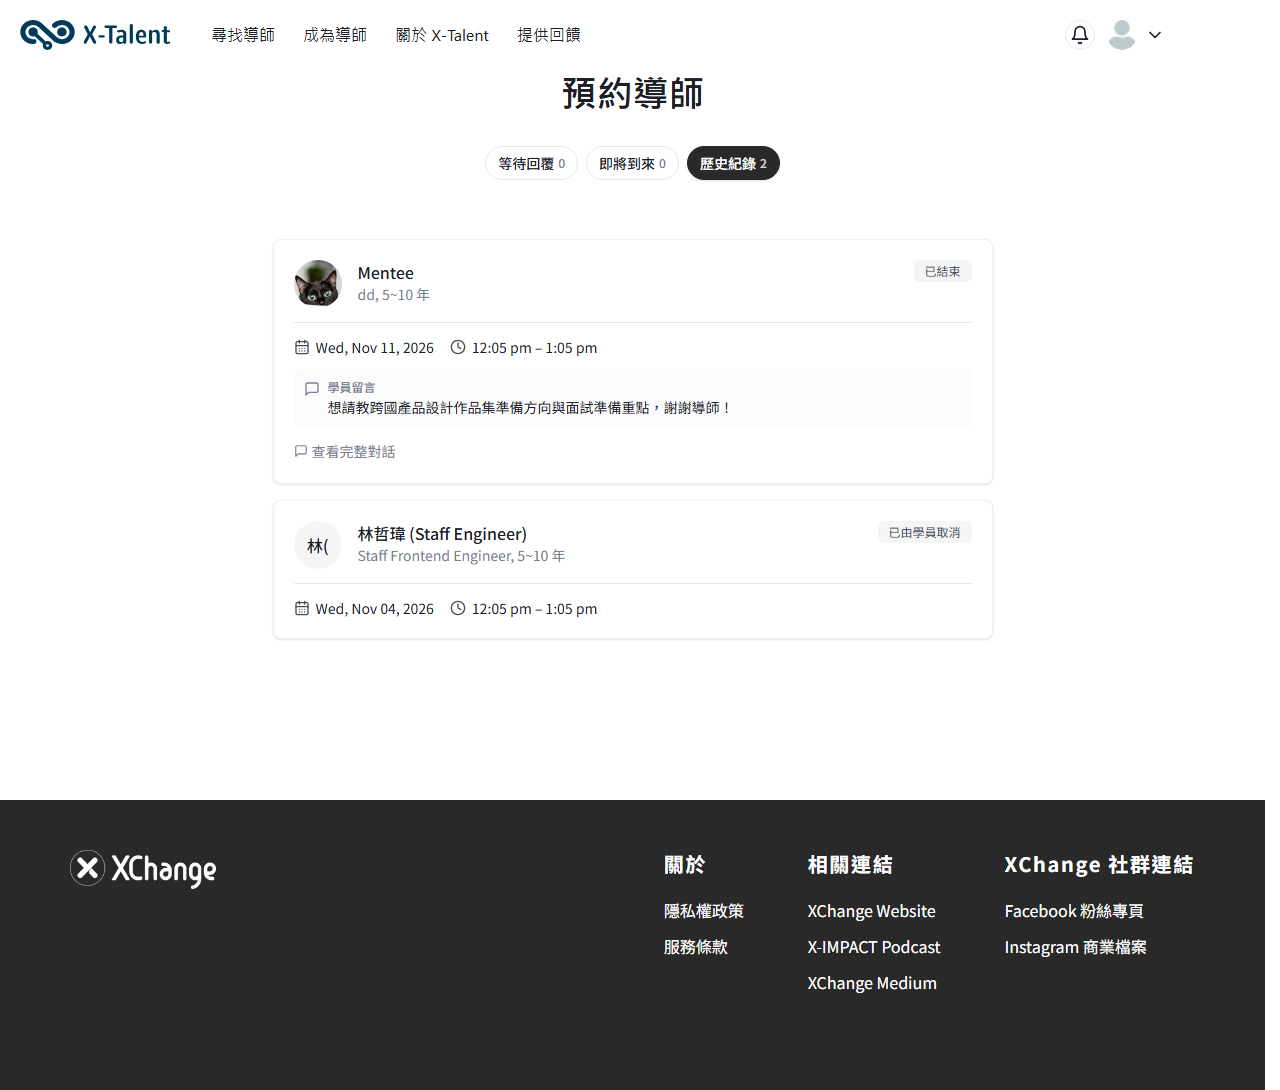 X-Talent
尋找導師
成為導師
關於 X-Talent
提供回饋
預約導師
等待回覆 0
即將到來 0
歷史紀錄 2
Mentee
已結束
dd, 5~10 年
Wed, Nov 11, 2026
12:05 pm – 1:05 pm
學員留言
想請教跨國產品設計作品集準備方向與面試準備重點，謝謝導師！
查看完整對話
林(
林哲瑋 (Staff Engineer)
已由學員取消
Staff Frontend Engineer, 5~10 年
Wed, Nov 04, 2026
12:05 pm – 1:05 pm
XChange
關於
隱私權政策
服務條款
相關連結
XChange Website
X-IMPACT Podcast
XChange Medium
XChange 社群連結
Facebook 粉絲專頁
Instagram 商業檔案